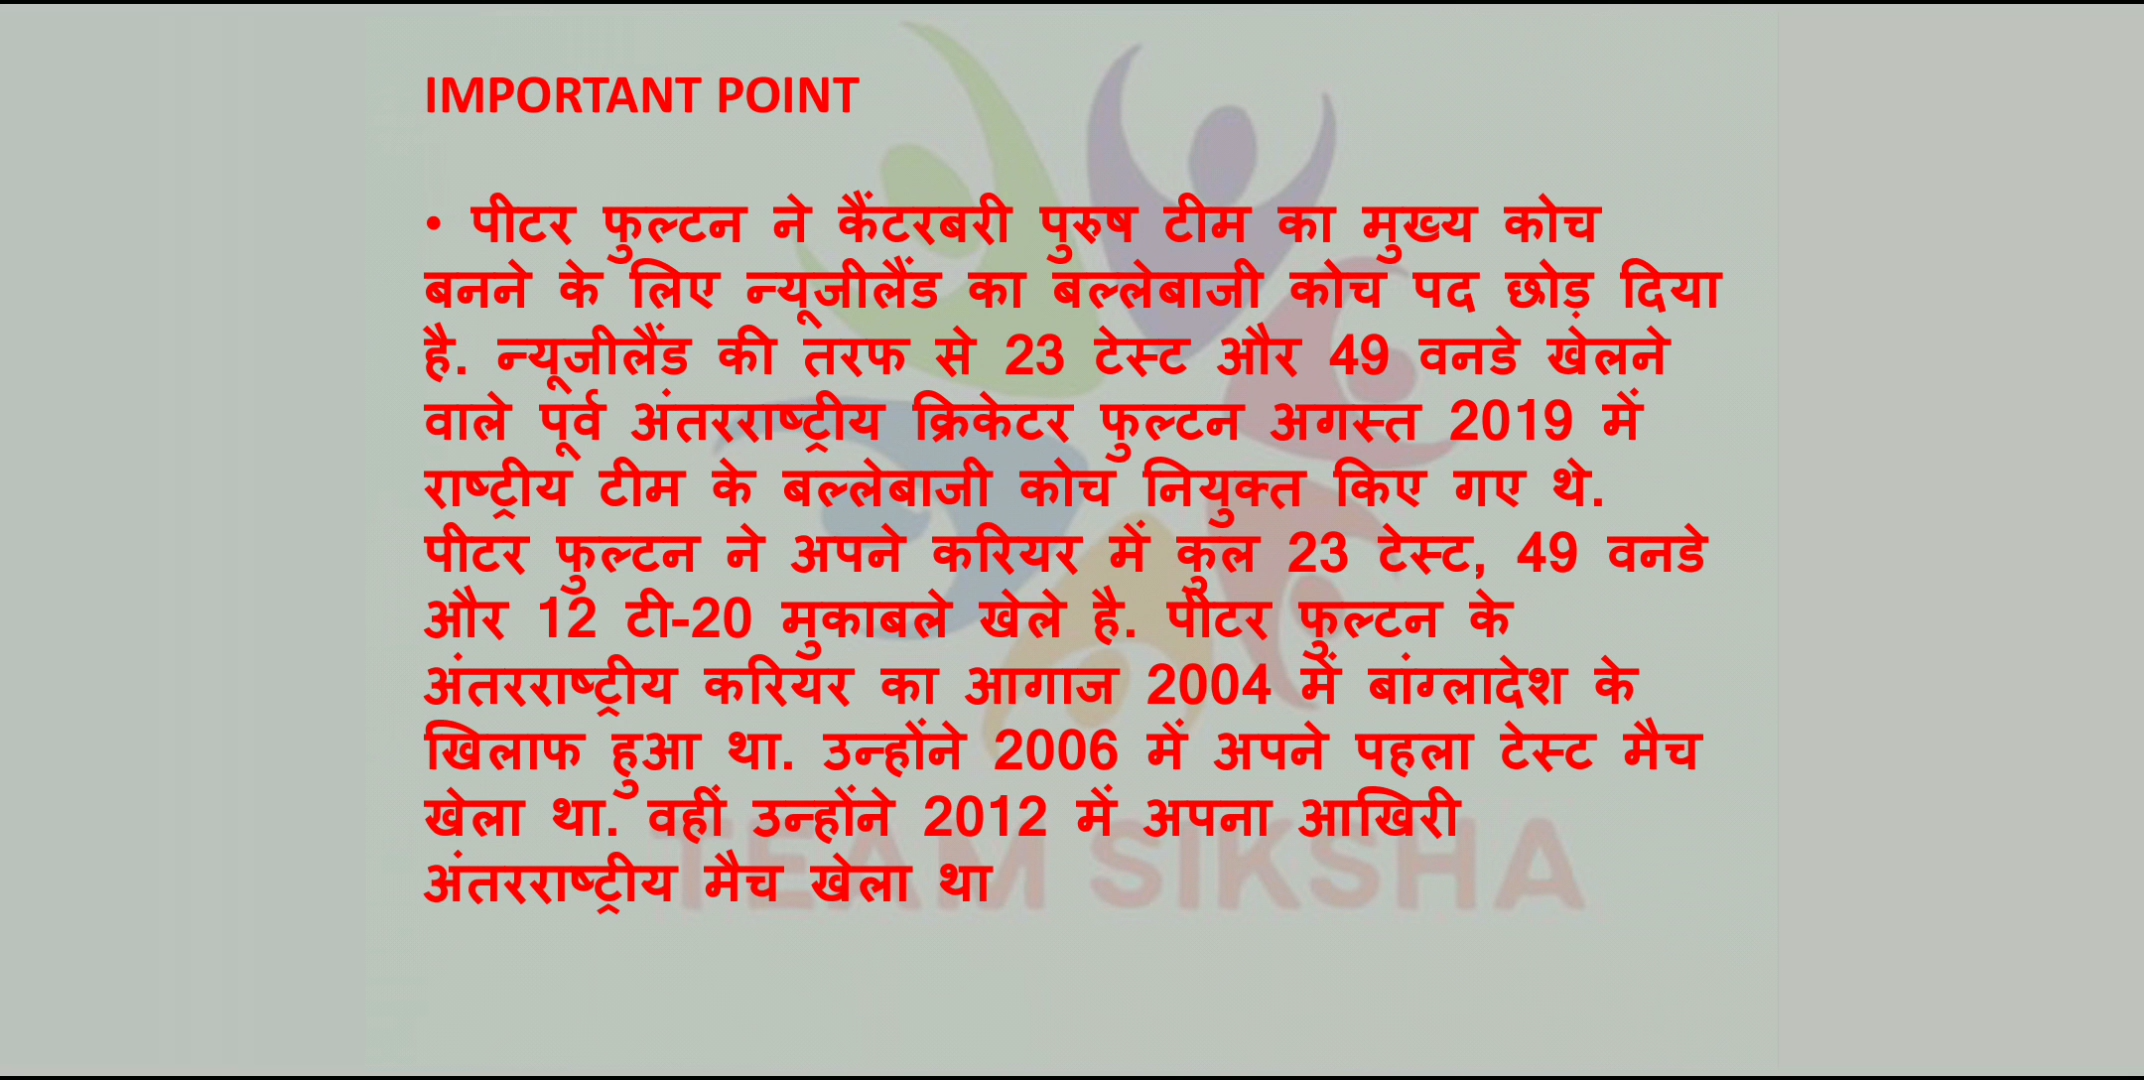 IMPORTANT POINT
• पीटर फुल्टन ने कैंटरबरी पुरुष टीम का मुख्य कोच
बनने के लिए न्यूजीलैंड का बल्लेबाजी कोच पद छोड़ दिया
है. न्यूजीलैंड की तरफ से 23 टेस्ट और 49 वनडे खेलने
वाले पूर्व अंतरराष्ट्रीय क्रिकेटर फुल्टन अगस्त 2019 में
राष्ट्रीय टीम के बल्लेबाजी कोच नियुक्त किए गए थे.
पीटर फुल्टन ने अपने करियर में कुल 23 टेस्ट, 49 वनडे
और 12 टी-20 मुकाबले खेले है. पीटर फुल्टन के
अंतरराष्ट्रीय करियर का आगाज 2004 में बांग्लादेश के
खिलाफ हुआ था. उन्होंने 2006 में अपने पहला टेस्ट मैच
खेला था. वहीं उन्होंने 2012 में अपना आखिरी
अंतरराष्ट्रीय मैच खेला था
TEAM SIKSHA